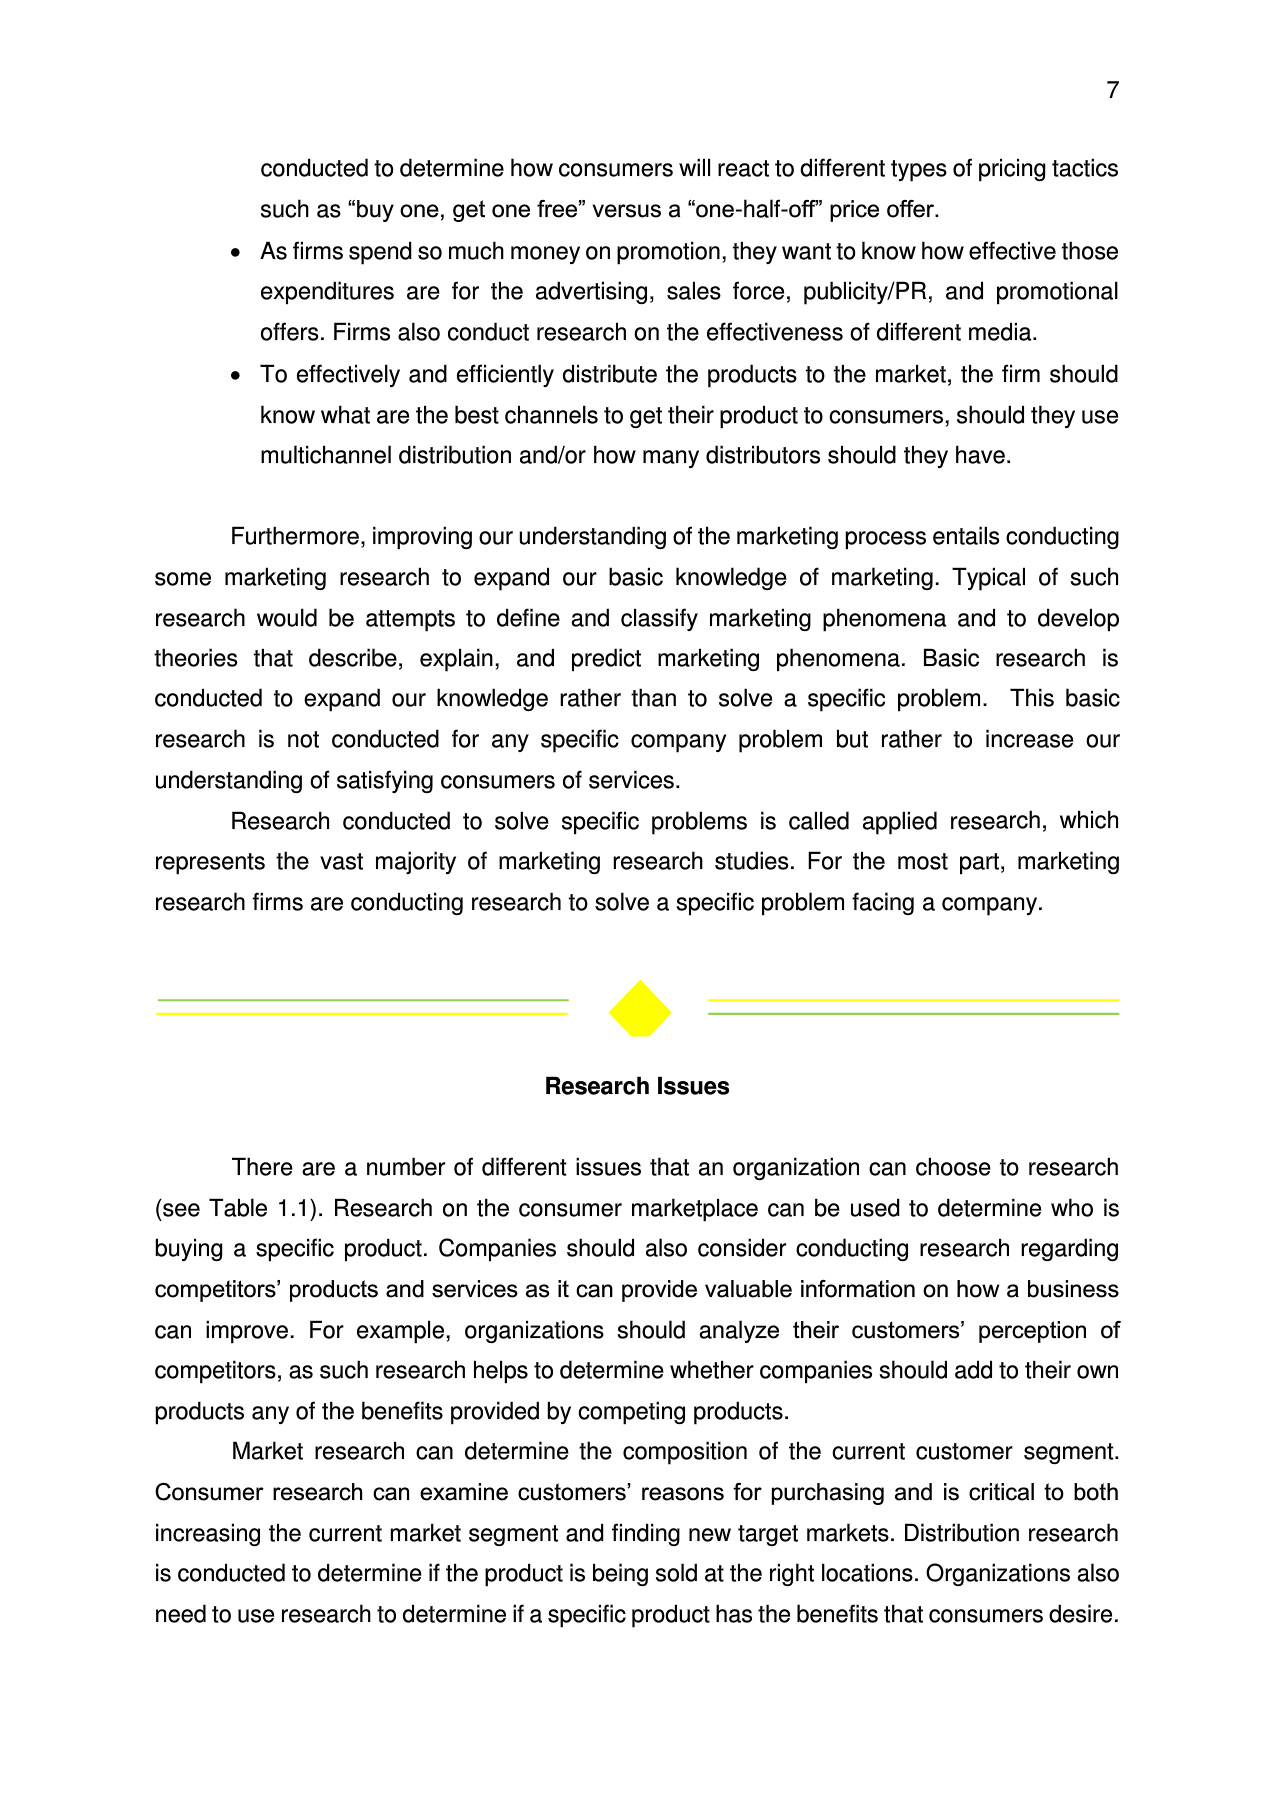 7
conducted to determine how consumers will react to different types of pricing tactics
such as “buy one, get one free” versus a “one-half-off” price offer.
• As firms spend so much money on promotion, they want to know how effective those
expenditures are for the advertising, sales force, publicity/PR, and promotional
offers. Firms also conduct research on the effectiveness of different media.
• To effectively and efficiently distribute the products to the market, the firm should
know what are the best channels to get their product to consumers, should they use
multichannel distribution and/or how many distributors should they have.
Furthermore, improving our understanding of the marketing process entails conducting
some marketing research to expand our basic knowledge of marketing. Typical of such
research would be attempts to define and classify marketing phenomena and to develop
theories that describe, explain, and predict marketing phenomena. Basic research is
conducted to expand our knowledge rather than to solve a specific problem. This basic
research is not conducted for any specific company problem but rather to increase our
understanding of satisfying consumers of services.
Research conducted to solve specific problems is called applied research, which
represents the vast majority of marketing research studies. For the most part, marketing
research firms are conducting research to solve a specific problem facing a company.
Research Issues
There are a number of different issues that an organization can choose to research
(see Table 1.1). Research on the consumer marketplace can be used to determine who is
buying a specific product. Companies should also consider conducting research regarding
competitors’ products and services as it can provide valuable information on how a business
can improve. For example, organizations should analyze their customers’ perception of
competitors, as such research helps to determine whether companies should add to their own
products any of the benefits provided by competing products.
Market research can determine the composition of the current customer segment.
Consumer research can examine customers’ reasons for purchasing and is critical to both
increasing the current market segment and finding new target markets. Distribution research
is conducted to determine if the product is being sold at the right locations. Organizations also
need to use research to determine if a specific product has the benefits that consumers desire.